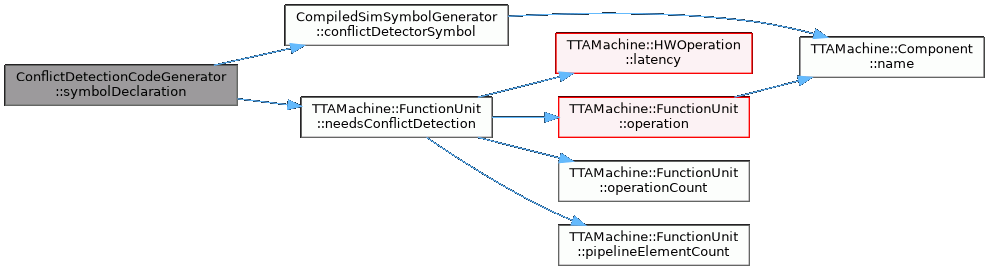 ConflictDetectionCodeGenerator
::symbolDeclaration
CompiledSimSymbolGenerator
::conflictDetectorSymbol
TTAMachine::FunctionUnit
::needsConflictDetection
TTAMachine::HWOperation
::latency
TTAMachine::FunctionUnit
::operation
TTAMachine::FunctionUnit
::operationCount
TTAMachine::FunctionUnit
::pipelineElementCount
TTAMachine::Component
::name